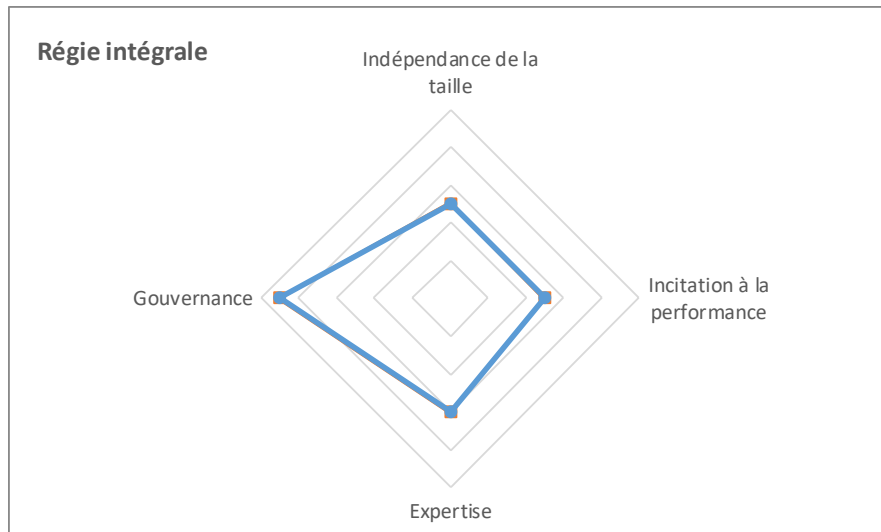 Régie intégrale
Indépendance de la
taille
Incitation à la
performance
Gouvernance
Expertise